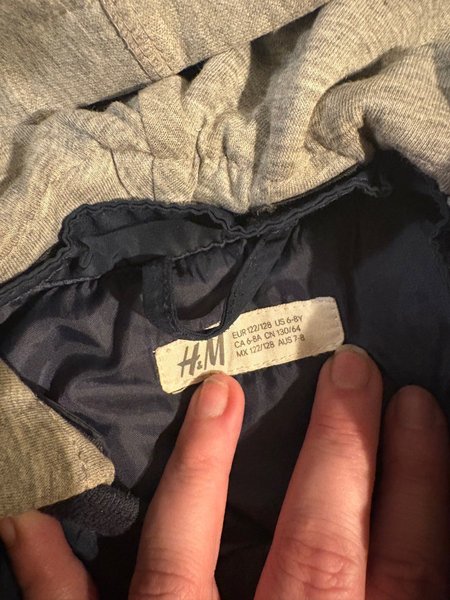 H&M
EUR 122/128 US 6-8Y
CA 6-8A CN 130/64
MX 122/128 AUS 7-8